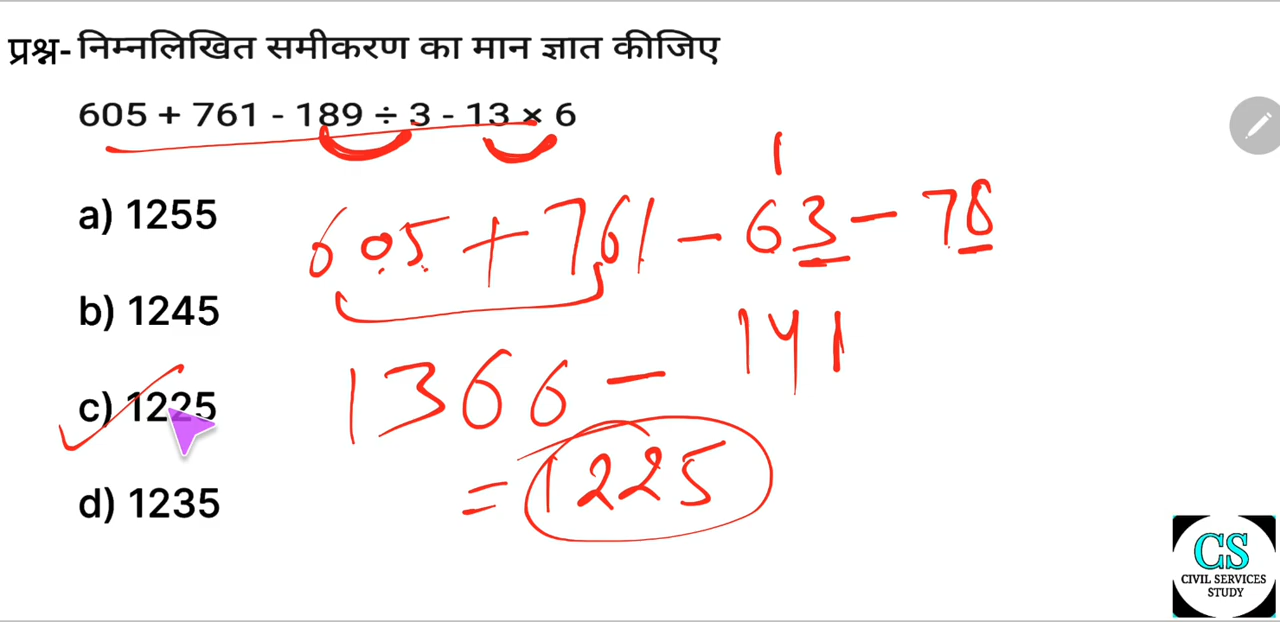 प्रश्न- निम्नलिखित समीकरण का मान ज्ञात कीजिए
605 + 761 - 189 ÷ 3 - 13 × 6
a) 1255
b) 1245
c) 1225
d) 1235
1
605 + 761 - 63 - 78
1366 - 141
= 1225
CS
CIVIL SERVICES
STUDY